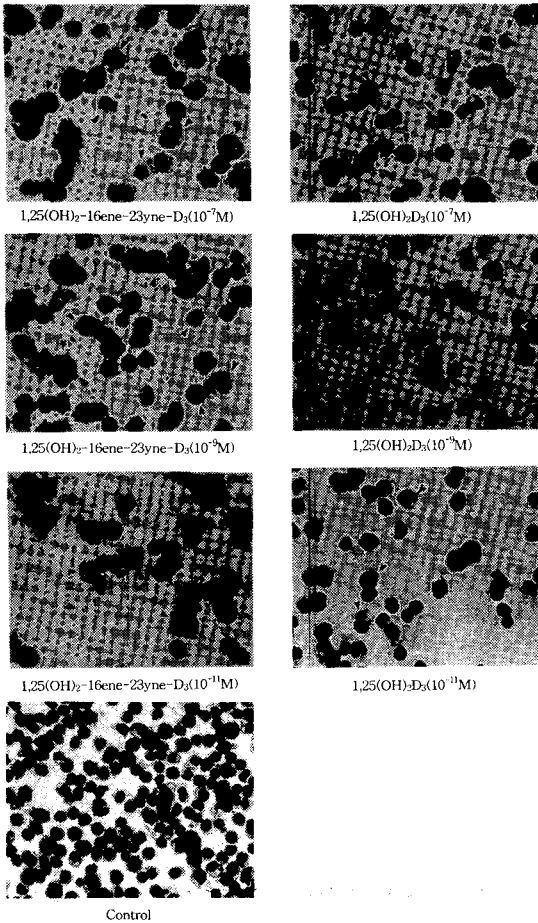 1,25(OH)₂-16ene-23yne-D₃(10⁻⁷M)
1,25(OH)₂D₃(10⁻⁷M)
1,25(OH)₂-16ene-23yne-D₃(10⁻⁹M)
1,25(OH)₂D₃(10⁻⁹M)
1,25(OH)₂-16ene-23yne-D₃(10⁻¹¹M)
1,25(OH)₂D₃(10⁻¹¹M)
Control